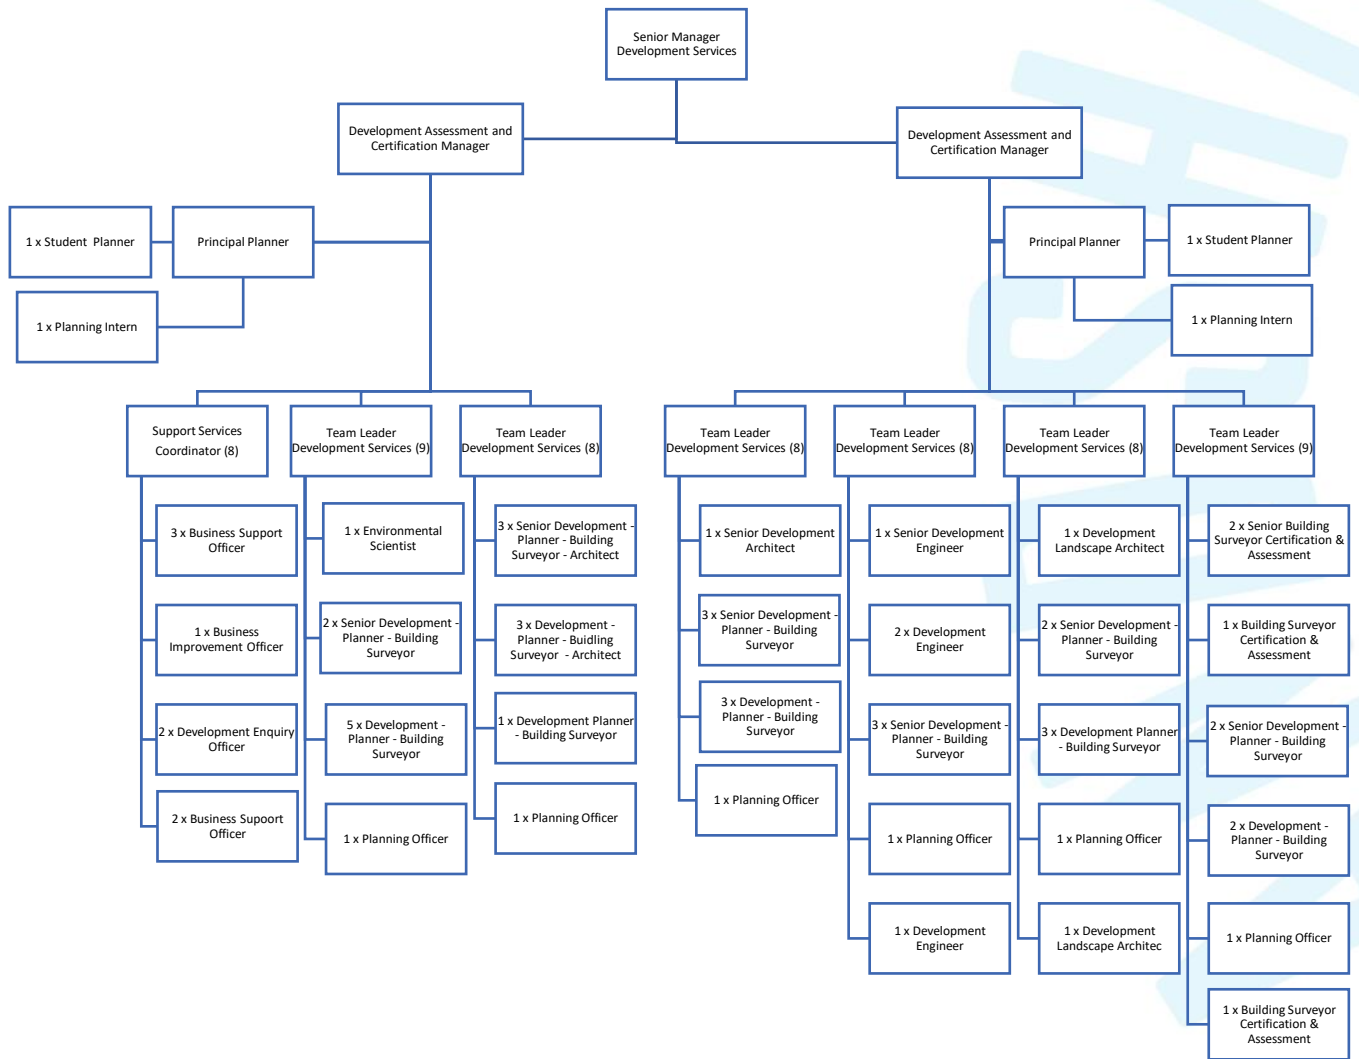 Senior Manager
Development Services
Development Assessment and
Certification Manager
Development Assessment and
Certification Manager
1 x Student Planner
Principal Planner
1 x Planning Intern
Principal Planner
1 x Student Planner
1 x Planning Intern
Support Services
Coordinator (8)
3 x Business Support
Officer
1 x Business
Improvement Officer
2 x Development Enquiry
Officer
2 x Business Supoort
Officer
Team Leader
Development Services (9)
1 x Environmental
Scientist
2 x Senior Development -
Planner - Building
Surveyor
5 x Development -
Planner - Building
Surveyor
1 x Planning Officer
Team Leader
Development Services (8)
3 x Senior Development -
Planner - Building
Surveyor - Architect
3 x Development -
Planner - Buidling
Surveyor - Architect
1 x Development Planner
- Building Surveyor
1 x Planning Officer
Team Leader
Development Services (8)
1 x Senior Development
Architect
3 x Senior Development -
Planner - Building
Surveyor
3 x Development -
Planner - Building
Surveyor
1 x Planning Officer
Team Leader
Development Services (8)
1 x Senior Development
Engineer
2 x Development
Engineer
3 x Senior Development -
Planner - Building
Surveyor
1 x Planning Officer
1 x Development
Engineer
Team Leader
Development Services (8)
1 x Development
Landscape Architect
2 x Senior Development -
Planner - Building
Surveyor
3 x Development Planner
- Building Surveyor
1 x Planning Officer
1 x Development
Landscape Architec
Team Leader
Development Services (9)
2 x Senior Building
Surveyor Certification &
Assessment
1 x Building Surveyor
Certification &
Assessment
2 x Senior Development -
Planner - Building
Surveyor
2 x Development -
Planner - Building
Surveyor
1 x Planning Officer
1 x Building Surveyor
Certification &
Assessment